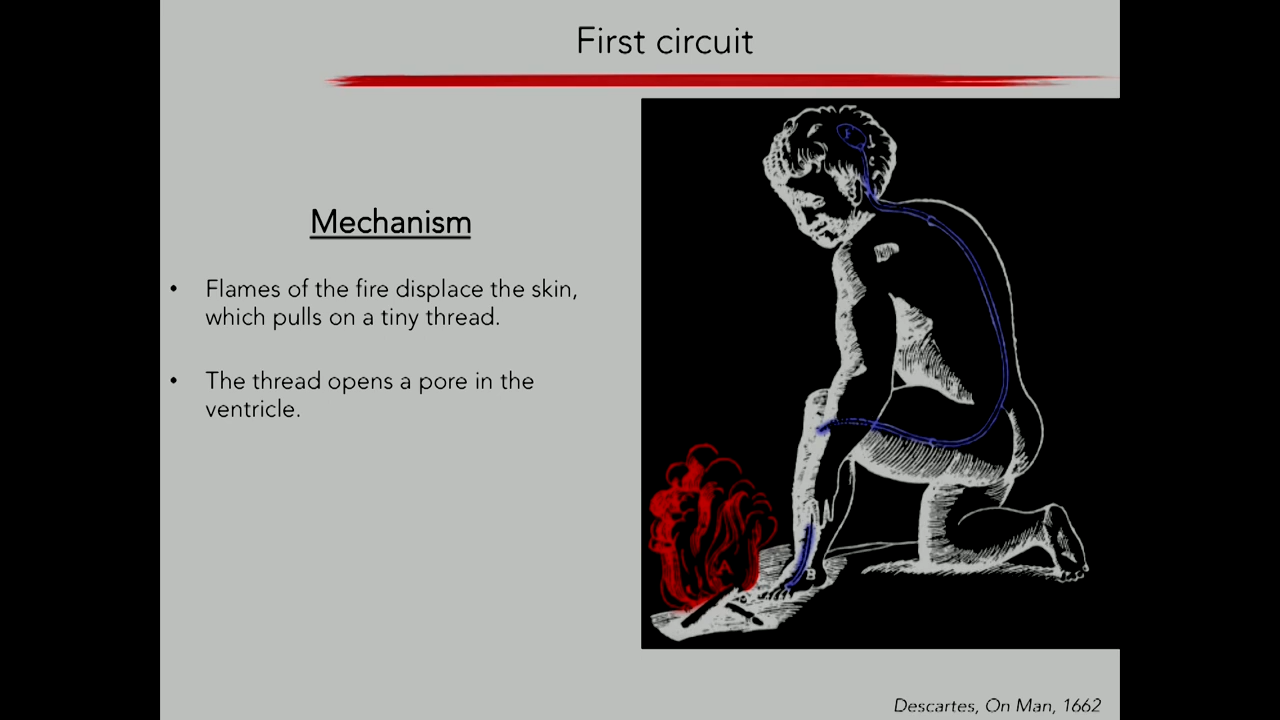 First circuit
Mechanism
• Flames of the fire displace the skin,
which pulls on a tiny thread.
• The thread opens a pore in the
ventricle.
F
c
A
B
Descartes, On Man, 1662